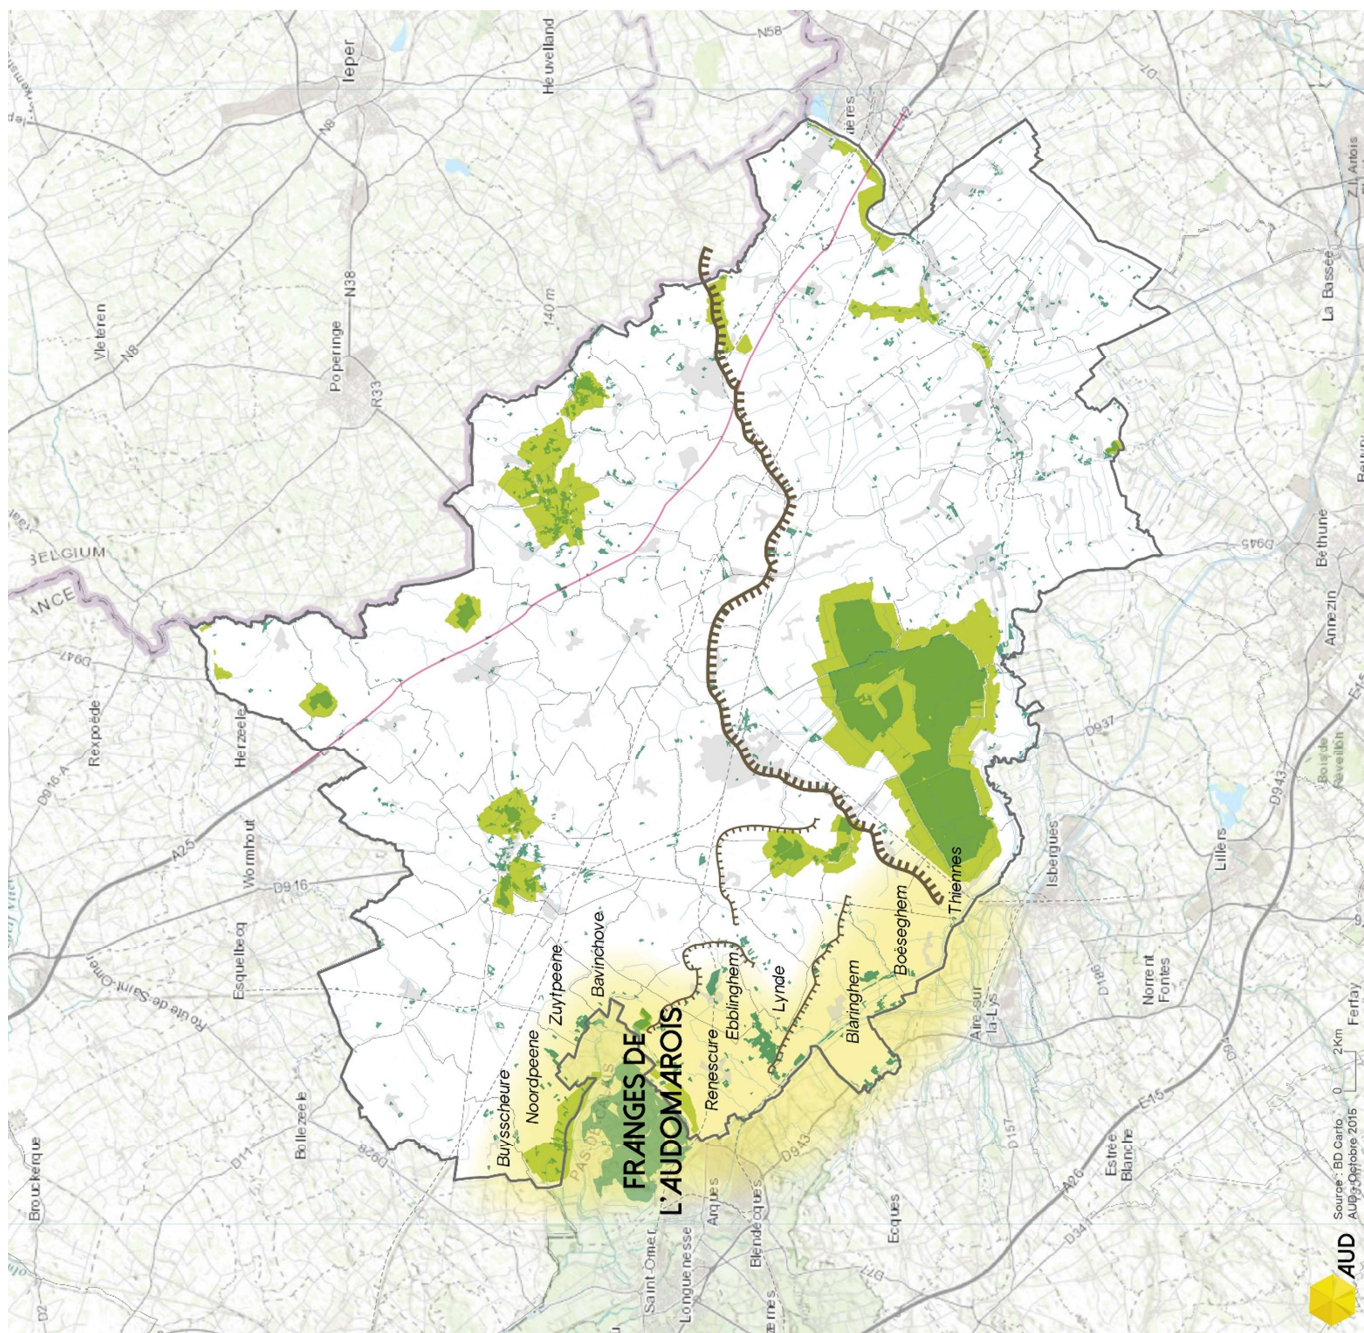 Ieper
Heuvelland
N58
N8
D7
N38
Vleteren
N8
Poperinge
R33
140 m
Z.I. Artois
La Bassée
BELGIUM
D945
Bethune
Annezin
D947
Rexpoëde
Herzeele
D916 A
A25
Wormhout
D916
Esquelbecq
Route de Saint-Omer
Bollezeele
D928
Brouckerque
D2
D937
D943
Lillers
Isbergues
Thiennes
Boëseghem
Blaringhem
Lynde
Ebblinghem
Renescure
Bavinchove
Zuytpeene
Noordpeene
Buysscheure
FRANGES DE
L'AUDOMAROIS
Norrent
Fontes
Aire-sur
la-Lys
Ferfay
D943
D157
E15
A26
Estrée
Blanche
D341
D77
Ecques
Blendecques
Arques
Longuenesse
Saint-Omer
0 2Km
Source : BD Carto
AUD - Octobre 2015
AUD